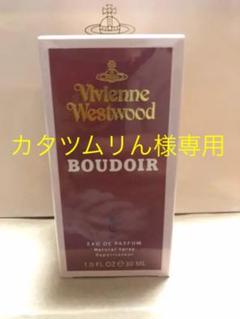 Vivienne
Westwood
カタツムりん様専用
BOUDOIR
EAU DE PARFUM
Natural Spray
Vaporisateur
1.0 FL OZ ℮ 30 ML